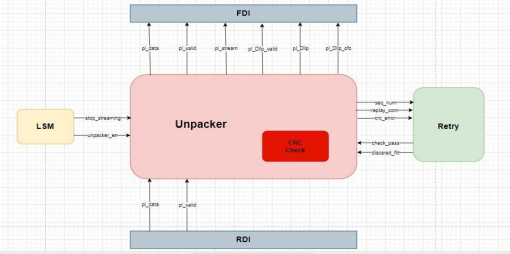 FDI
pl_data
pl_valid
pl_stream
pl_Dllp_valid
pl_Dllp
pl_Dllp_ofc
LSM
stop_streaming
unpacker_en
Unpacker
CRC
Check
seq_num
replay_com
crc_error
check_pass
discared_flit
Retry
pl_data
pl_valid
RDI